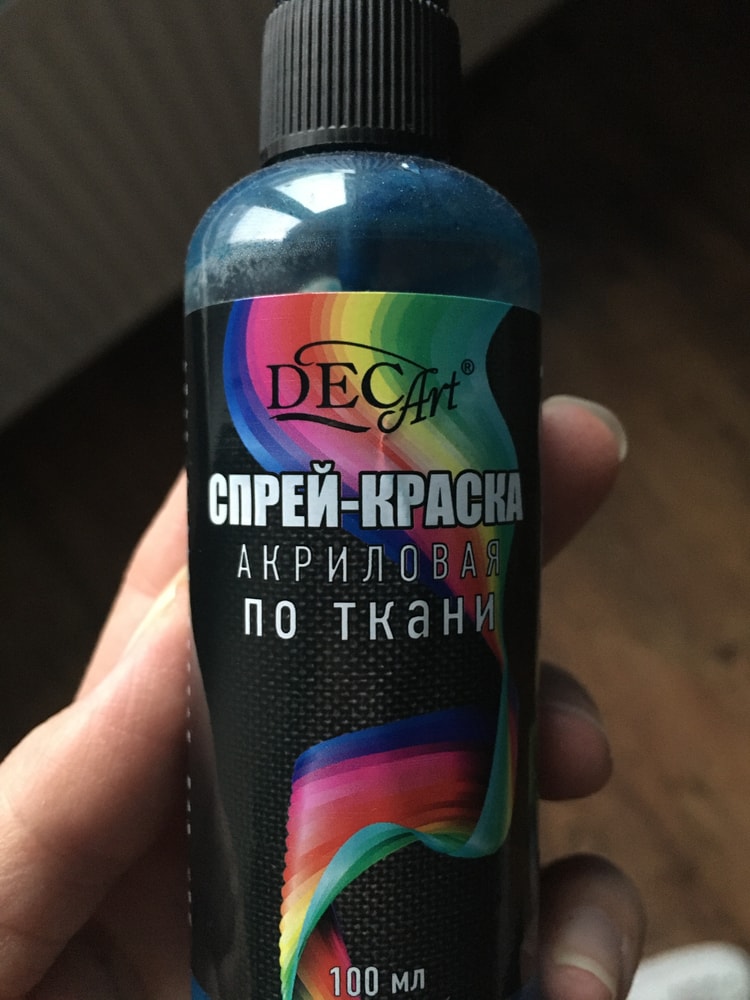 DECArt®
СПРЕЙ-КРАСКА
АКРИЛОВАЯ
ПО ТКАНИ
100 МЛ